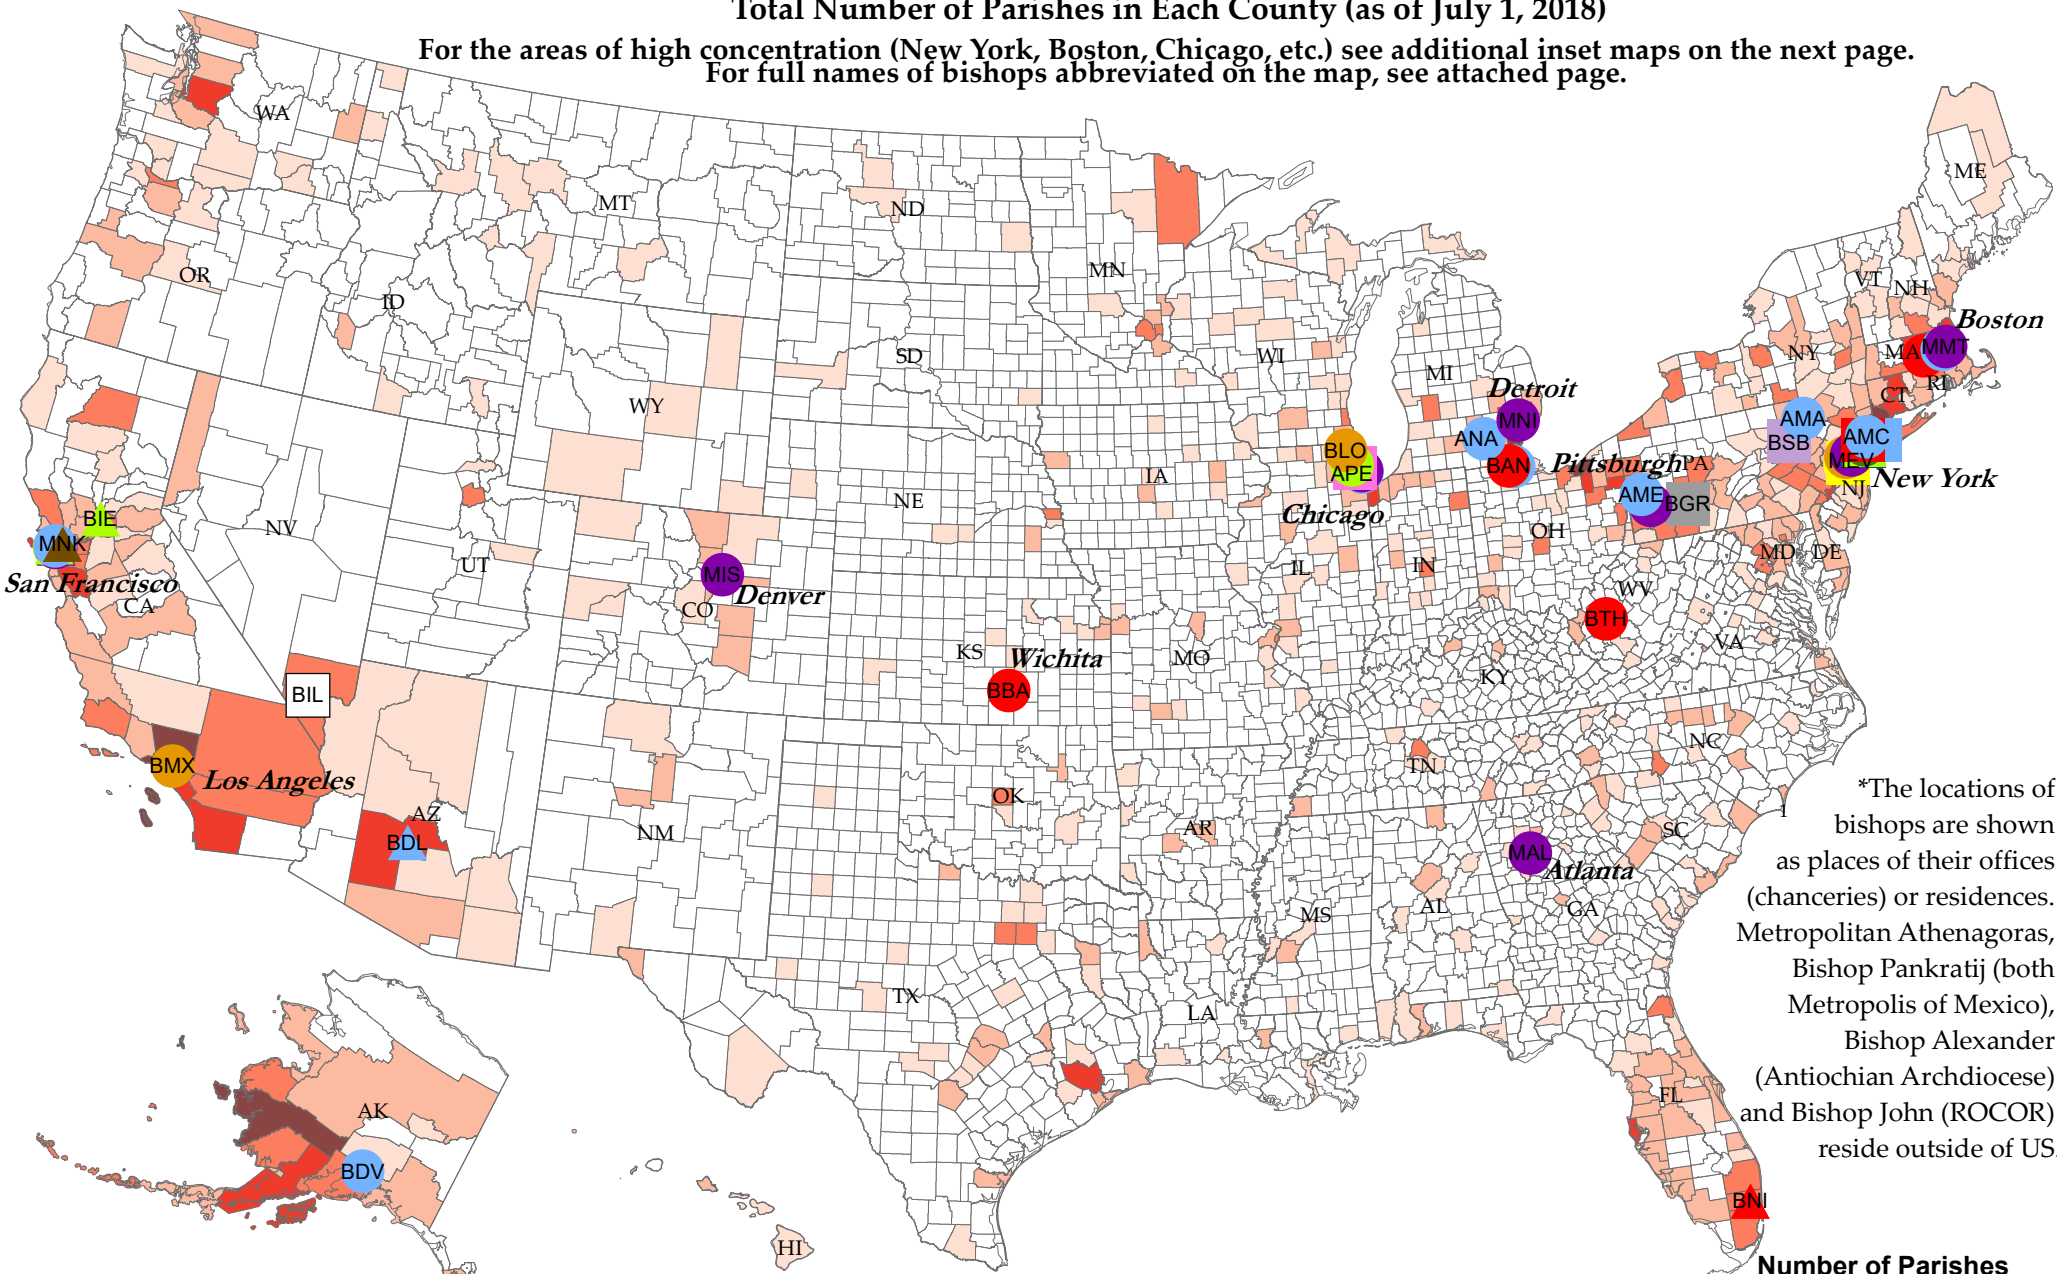 Total Number of Parishes in Each County (as of July 1, 2018)
For the areas of high concentration (New York, Boston, Chicago, etc.) see additional inset maps on the next page.
For full names of bishops abbreviated on the map, see attached page.
WA
ME
MT
ND
OR
MN
ID
VT
NH
Boston
SD
WI
NY
MA
MMT
MI
RI
Detroit
CT
WY
MNI
AMA
ANA
BSB
AMC
BLO
BAN
Pittsburgh
PA
MEV
APE
IA
New York
NE
AME
NJ
BGR
Chicago
BIE
NV
OH
MNK
MD
DE
UT
IL
IN
San Francisco
MIS
Denver
WV
CA
CO
BTH
VA
KS
Wichita
MO
KY
BIL
BBA
NC
BMX
TN
Los Angeles
OK
AZ
NM
AR
SC
1
BDL
MAL
Atlanta
MS
AL
GA
*The locations of
bishops are shown
as places of their offices
(chanceries) or residences.
Metropolitan Athenagoras,
Bishop Pankratij (both
Metropolis of Mexico),
Bishop Alexander
(Antiochian Archdiocese)
and Bishop John (ROCOR)
reside outside of US.
TX
LA
FL
AK
BDV
BNI
HI
Number of Parishes